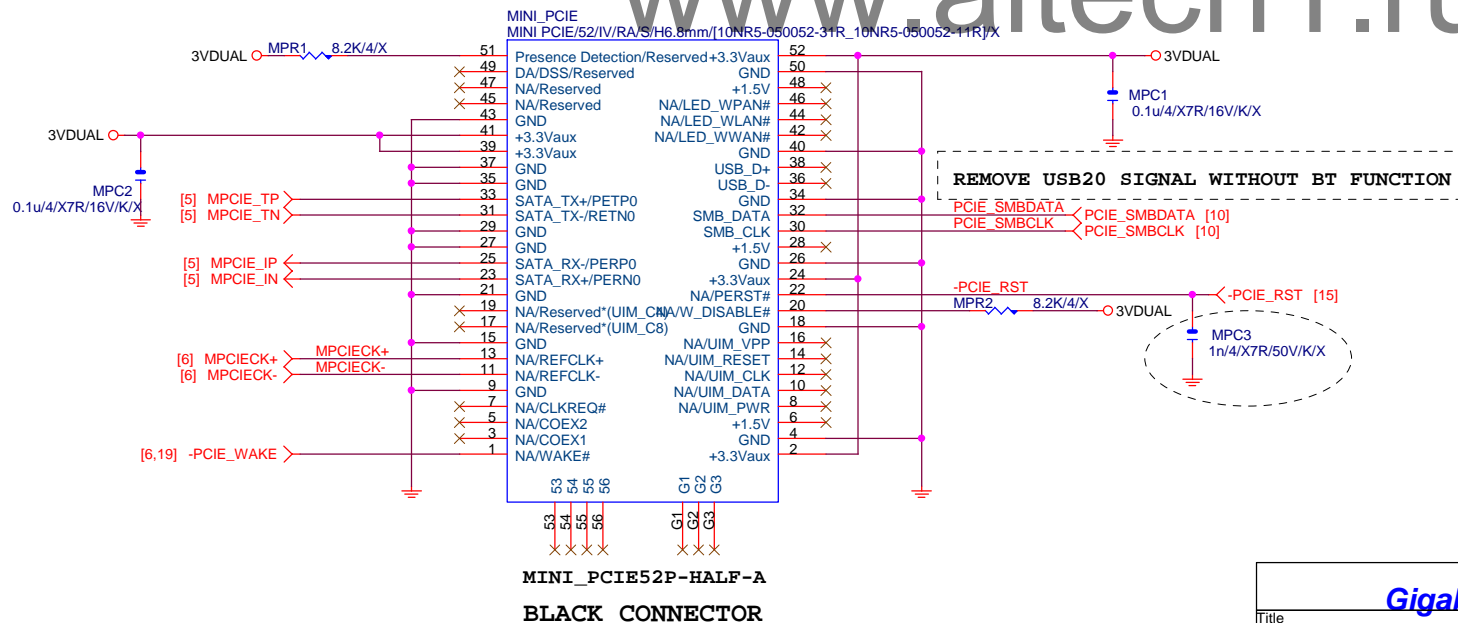 MINI_PCIE
MINI PCIE/52/IV/RA/S/H6.8mm/[10NR5-050052-31R_10NR5-050052-11R]/X
3VDUAL MPR1 8.2K/4/X
51 Presence Detection/Reserved
49 DA/DSS/Reserved
47 NA/Reserved
45 NA/Reserved
43 GND
3VDUAL 41 +3.3Vaux
39 +3.3Vaux
37 GND
35 GND
MPC2
0.1u/4/X7R/16V/K/X
[5] MPCIE_TP 33 SATA_TX+/PETP0
[5] MPCIE_TN 31 SATA_TX-/RETN0
29 GND
27 GND
[5] MPCIE_IP 25 SATA_RX-/PERP0
[5] MPCIE_IN 23 SATA_RX+/PERN0
21 GND
19 NA/Reserved*(UIM_C4)
17 NA/Reserved*(UIM_C8)
15 GND
[6] MPCIECK+ MPCIECK+ 13 NA/REFCLK+
[6] MPCIECK- MPCIECK- 11 NA/REFCLK-
9 GND
7 NA/CLKREQ#
5 NA/COEX2
3 NA/COEX1
[6,19] -PCIE_WAKE 1 NA/WAKE#
+3.3Vaux 52 3VDUAL
GND 50
+1.5V 48
NA/LED_WPAN# 46
NA/LED_WLAN# 44
NA/LED_WWAN# 42
MPC1
0.1u/4/X7R/16V/K/X
GND 40
USB_D+ 38
USB_D- 36
REMOVE USB20 SIGNAL WITHOUT BT FUNCTION
GND 34
SMB_DATA 32 PCIE_SMBDATA PCIE_SMBDATA [10]
SMB_CLK 30 PCIE_SMBCLK PCIE_SMBCLK [10]
+1.5V 28
GND 26
+3.3Vaux 24
NA/PERST# 22 -PCIE_RST -PCIE_RST [15]
NA/W_DISABLE# 20 MPR2 8.2K/4/X 3VDUAL
GND 18
MPC3
1n/4/X7R/50V/K/X
NA/UIM_VPP 16
NA/UIM_RESET 14
NA/UIM_CLK 12
NA/UIM_DATA 10
NA/UIM_PWR 8
+1.5V 6
GND 4
+3.3Vaux 2
53 54 55 56 G1 G2 G3
53 54 55 56 G1 G2 G3
MINI_PCIE52P-HALF-A
BLACK CONNECTOR
Title